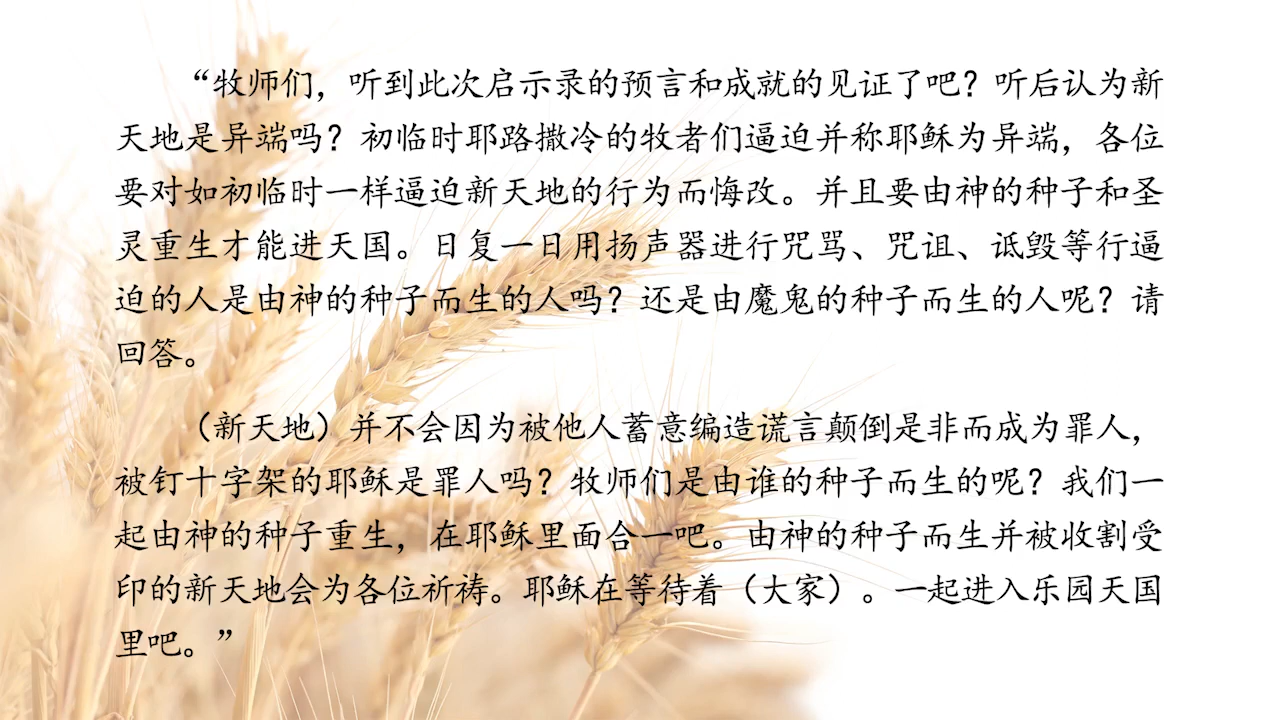 “牧师们，听到此次启示录的预言和成就的见证了吧？听后认为新
天地是异端吗？初临时耶路撒冷的牧者们逼迫并称耶稣为异端，各位
要对如初临时一样逼迫新天地的行为而悔改。并且要由神的种子和圣
灵重生才能进天国。日复一日用扬声器进行咒骂、咒诅、诋毁等行逼
迫的人是由神的种子而生的人吗？还是由魔鬼的种子而生的人呢？请
回答。
（新天地）并不会因为被他人蓄意编造谎言颠倒是非而成为罪人，
被钉十字架的耶稣是罪人吗？牧师们是由谁的种子而生的呢？我们一
起由神的种子重生，在耶稣里面合一吧。由神的种子而生并被收割受
印的新天地会为各位祈祷。耶稣在等待着（大家）。一起进入乐园天国
里吧。”